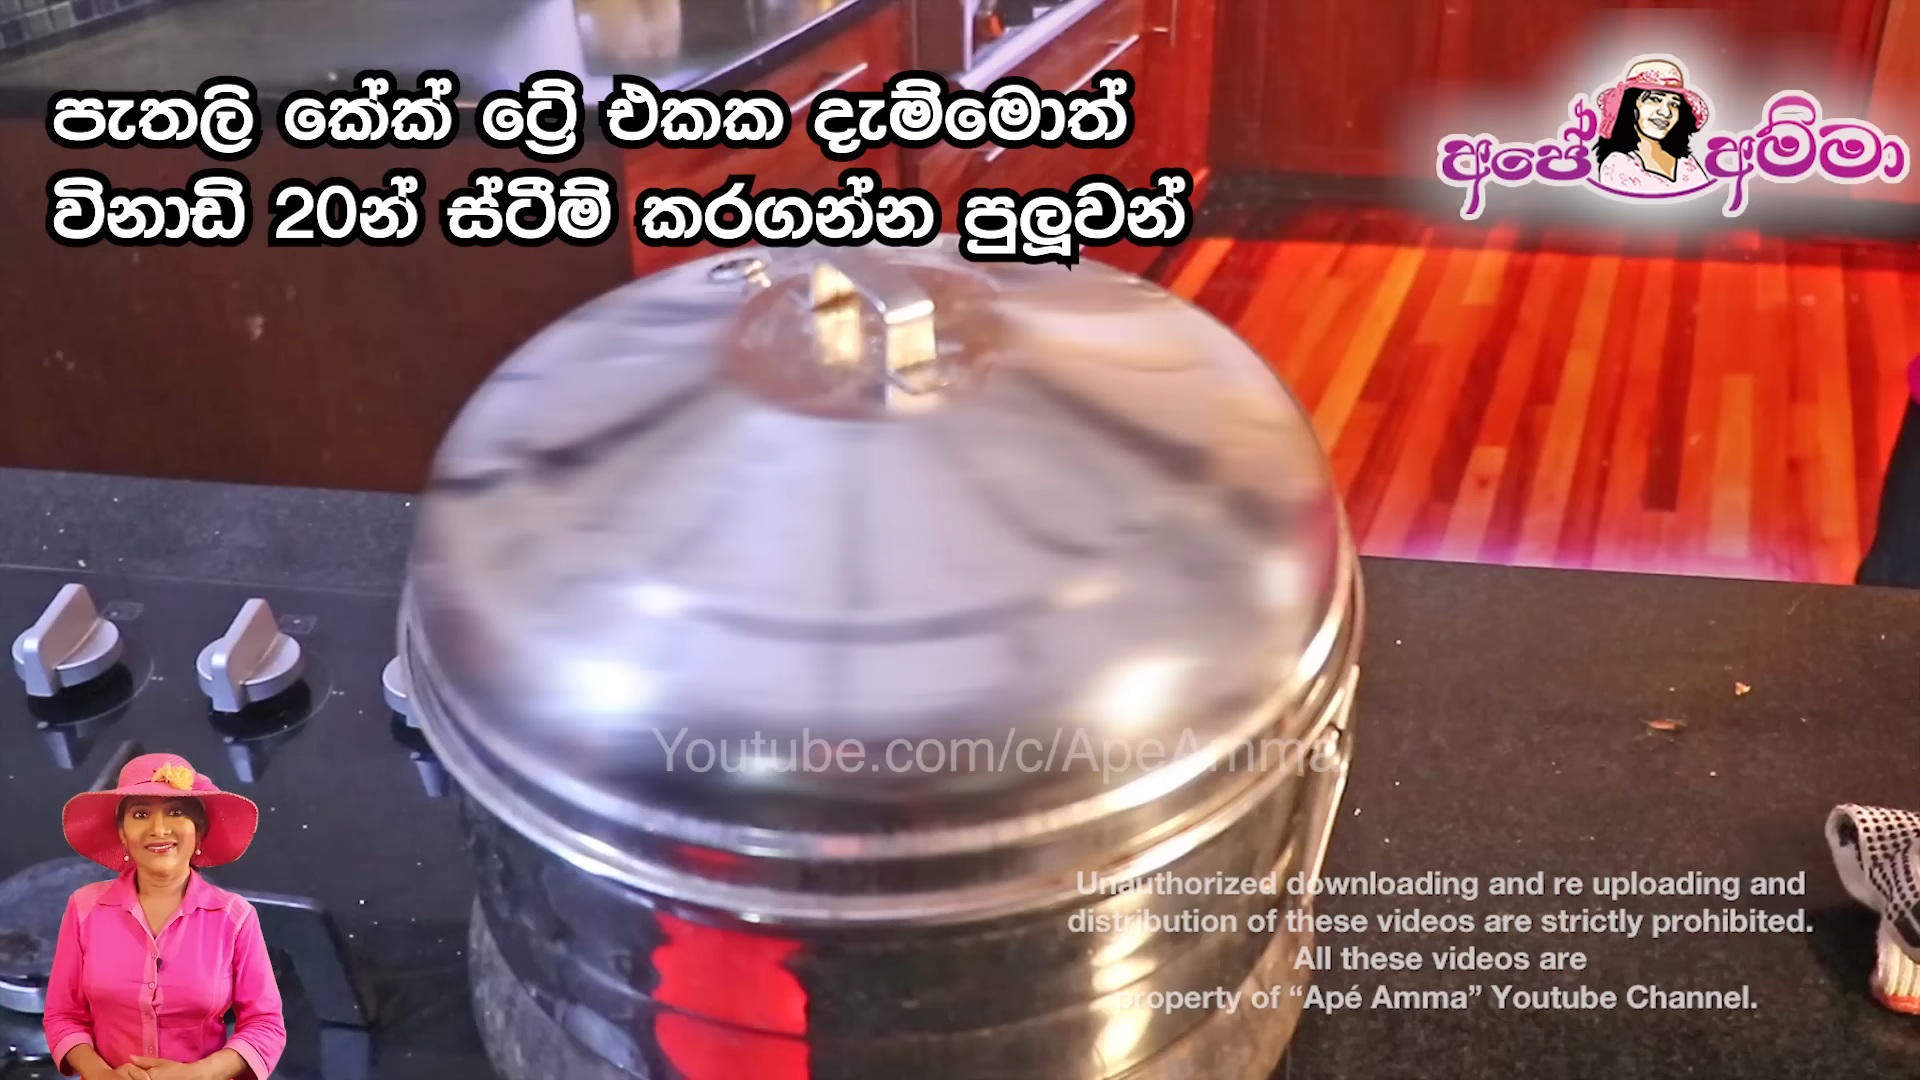 පැතලි කේක් ට්‍රේ එකක දැම්මොත්
විනාඩි 20න් ස්ටීම් කරගන්න පුලූවන්
අපේ අම්මා
Youtube.com/c/ApeAmma
Unauthorized downloading and re uploading and
distribution of these videos are strictly prohibited.
All these videos are
property of “Apé Amma” Youtube Channel.